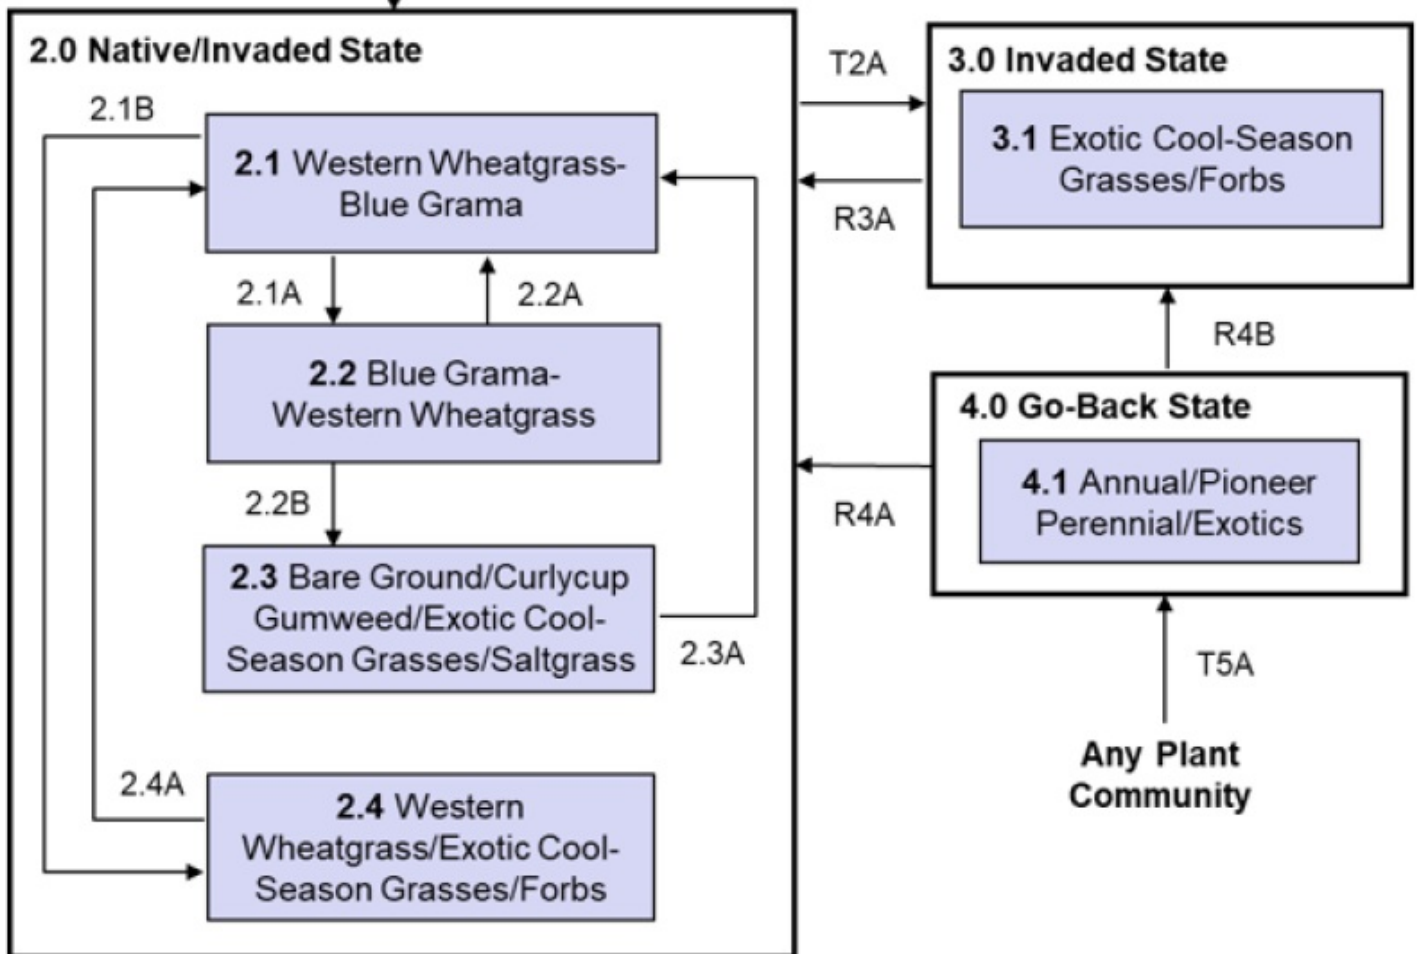 2.0 Native/Invaded State
2.1B
2.1 Western Wheatgrass-
Blue Grama
2.1A
2.2A
2.2 Blue Grama-
Western Wheatgrass
2.2B
2.3 Bare Ground/Curlycup
Gumweed/Exotic Cool-
Season Grasses/Saltgrass
2.3A
2.4A
2.4 Western
Wheatgrass/Exotic Cool-
Season Grasses/Forbs
T2A
R3A
3.0 Invaded State
3.1 Exotic Cool-Season
Grasses/Forbs
R4B
4.0 Go-Back State
4.1 Annual/Pioneer
Perennial/Exotics
R4A
T5A
Any Plant
Community